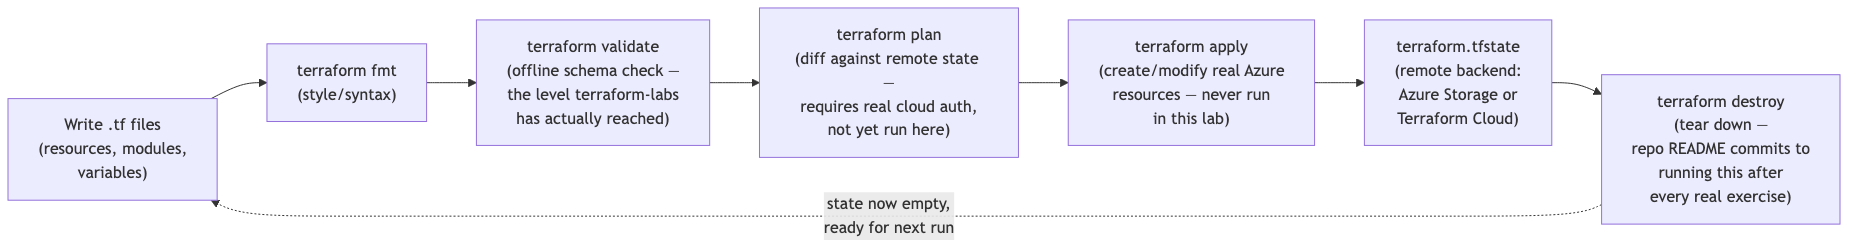 Write .tf files
(resources, modules,
variables)
terraform fmt
(style/syntax)
terraform validate
(offline schema check —
the level terraform-labs
has actually reached)
terraform plan
(diff against remote state
—
requires real cloud auth,
not yet run here)
terraform apply
(create/modify real Azure
resources — never run
in this lab)
terraform.tfstate
(remote backend:
Azure Storage or
Terraform Cloud)
terraform destroy
(tear down —
repo README commits to
running this after
every real exercise)
state now empty,
ready for next run